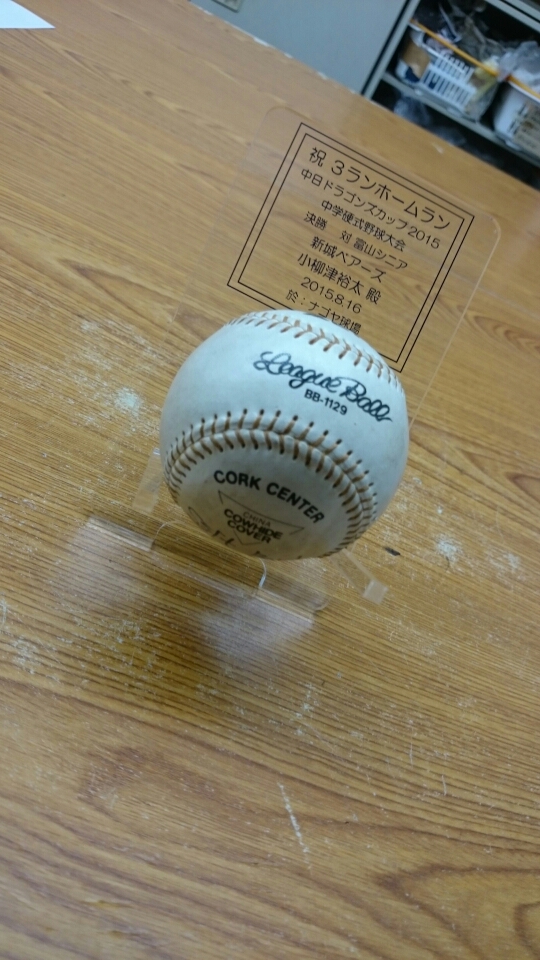 祝 3ランホームラン
中日ドラゴンズカップ2015
中学硬式野球大会
決勝 対 富山シニア
新城ベアーズ
小柳津裕太 殿
2015.8.16
於：ナゴヤ球場
League Ball
BB-1129
CORK CENTER
CHINA
COWHIDE
COVER